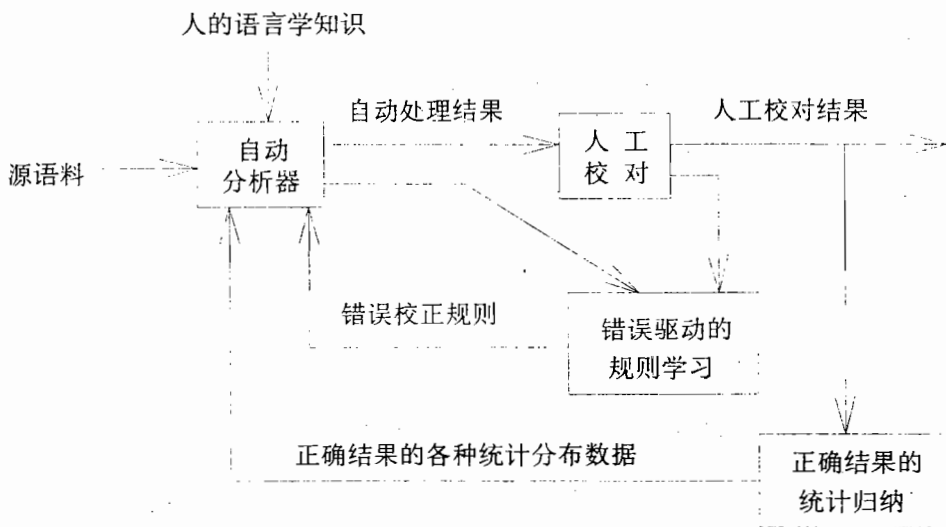 人的语言学知识
自动处理结果
人工校对结果
源语料
自动
分析器
人 工
校 对
错误校正规则
错误驱动的
规则学习
正确结果的各种统计分布数据
正确结果的
统计归纳